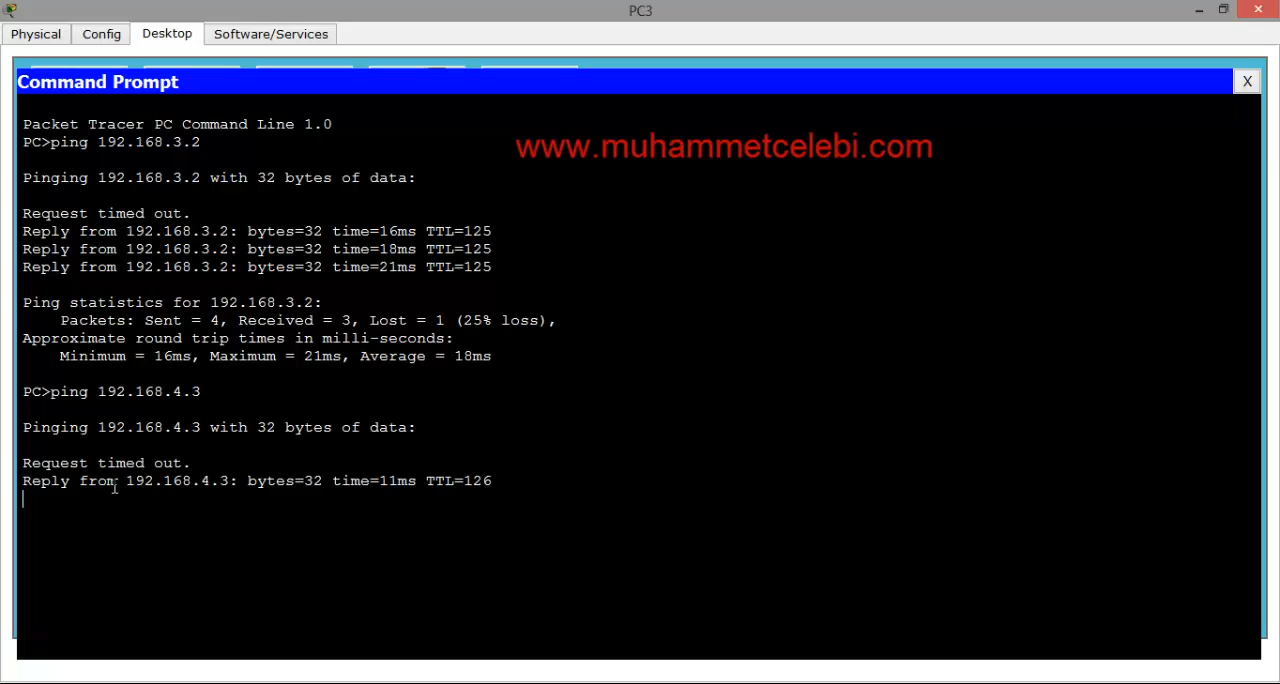 PC3
Physical
Config
Desktop
Software/Services
Command Prompt
X
Packet Tracer PC Command Line 1.0
PC>ping 192.168.3.2
www.muhammetcelebi.com
Pinging 192.168.3.2 with 32 bytes of data:
Request timed out.
Reply from 192.168.3.2: bytes=32 time=16ms TTL=125
Reply from 192.168.3.2: bytes=32 time=18ms TTL=125
Reply from 192.168.3.2: bytes=32 time=21ms TTL=125
Ping statistics for 192.168.3.2:
Packets: Sent = 4, Received = 3, Lost = 1 (25% loss),
Approximate round trip times in milli-seconds:
Minimum = 16ms, Maximum = 21ms, Average = 18ms
PC>ping 192.168.4.3
Pinging 192.168.4.3 with 32 bytes of data:
Request timed out.
Reply from 192.168.4.3: bytes=32 time=11ms TTL=126